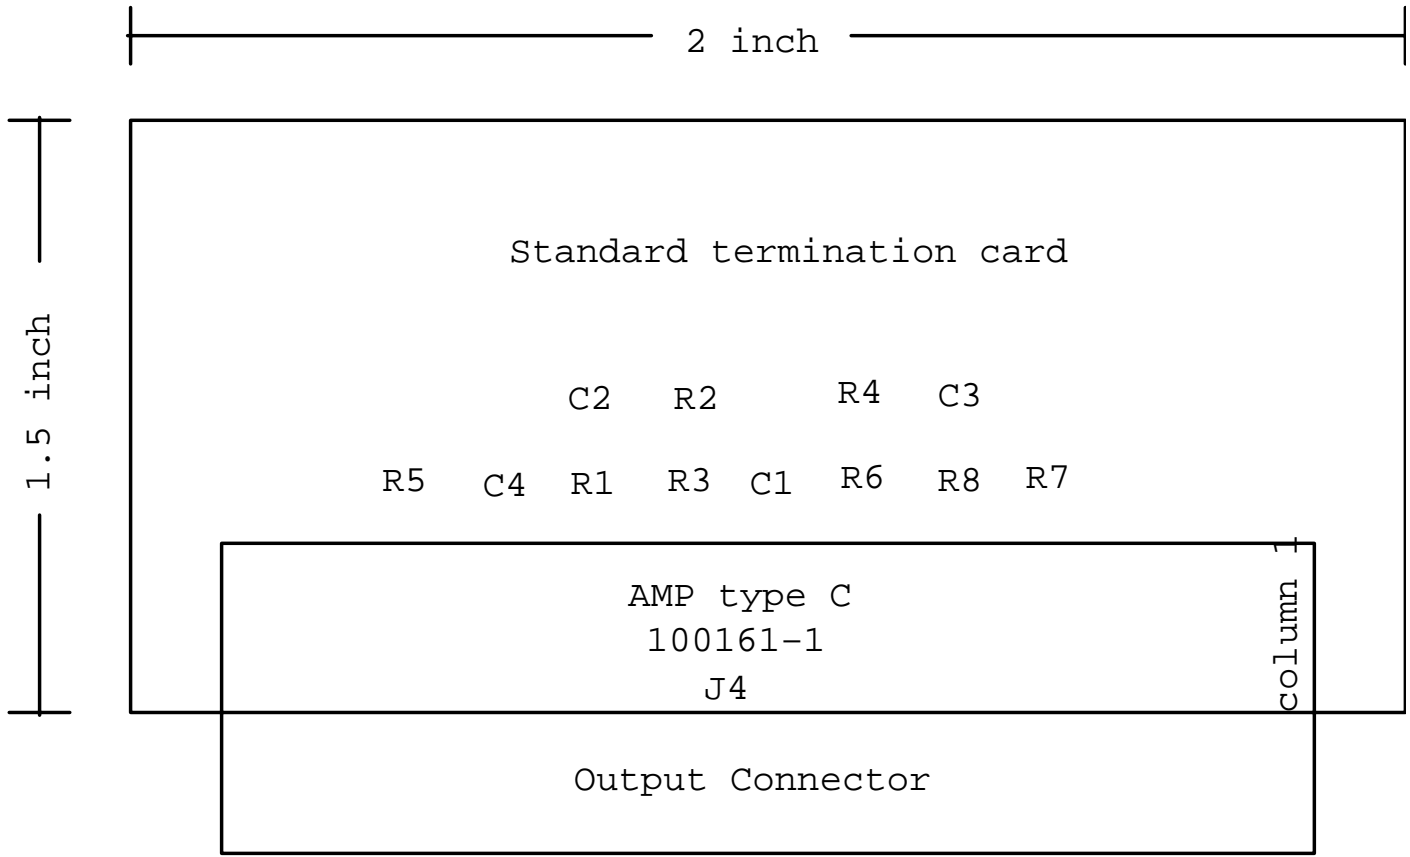 2 inch
1.5 inch
Standard termination card
C2 R2 R4 C3
R5 C4 R1 R3 C1 R6 R8 R7
column 1
AMP type C
100161-1
J4
Output Connector